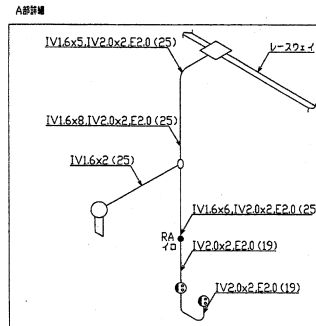 A部詳細
IV1.6x5,IV2.0x2,E2.0(25)
レースウェイ
IV1.6x8,IV2.0x2,E2.0(25)
IV1.6x2(25)
IV1.6x6,IV2.0x2,E2.0(25
RA
イロ
IV2.0x2,E2.0(19)
E
E
IV2.0x2,E2.0(19)